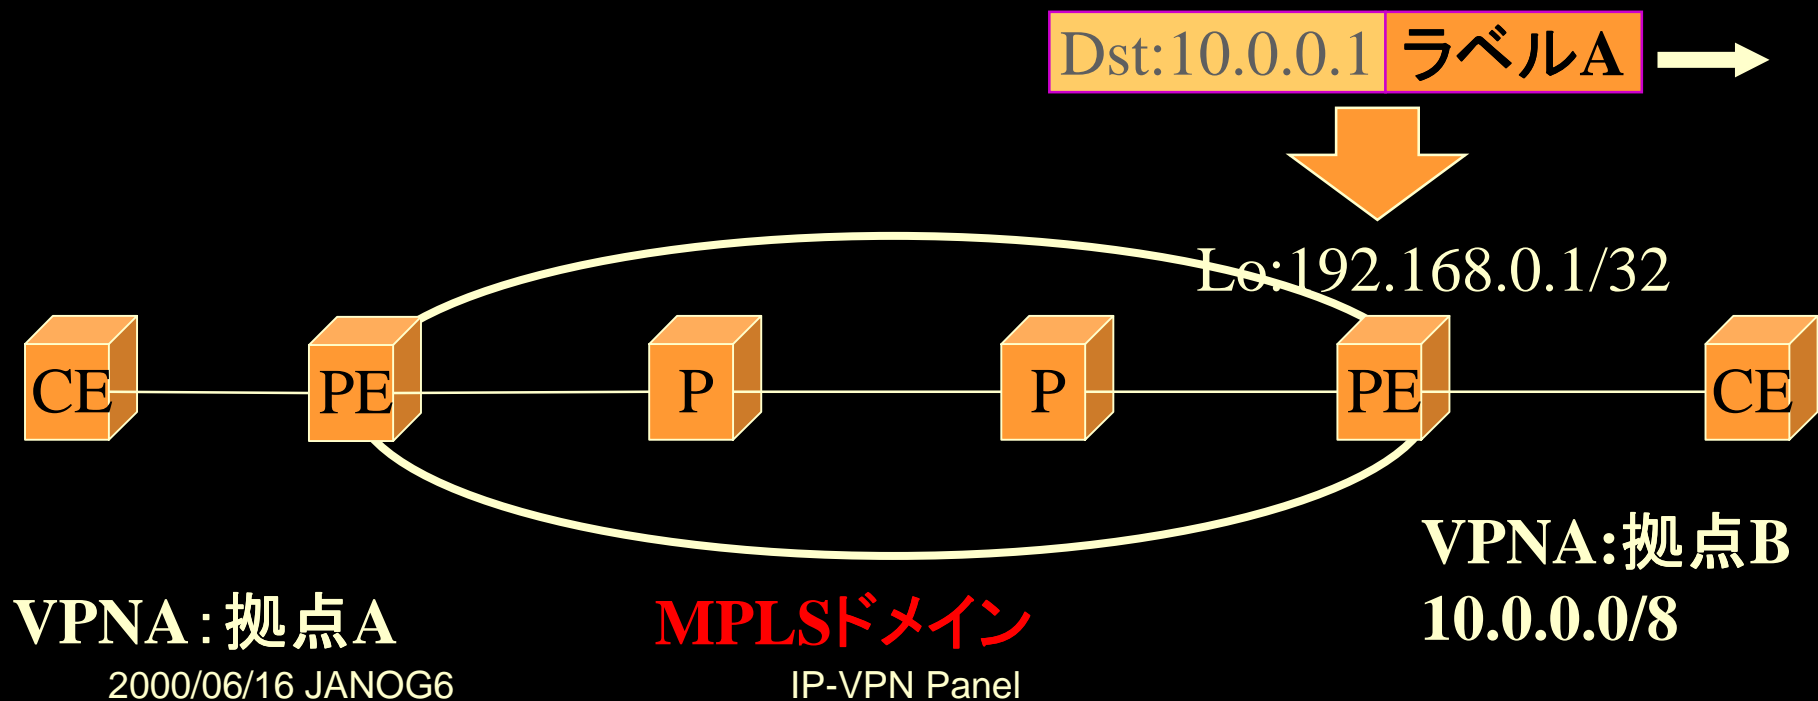 Dst:10.0.0.1 ラベルA
Lo:192.168.0.1/32
CE PE P P PE CE
VPNA:拠点B
10.0.0.0/8
VPNA:拠点A
MPLSドメイン
2000/06/16 JANOG6
IP-VPN Panel